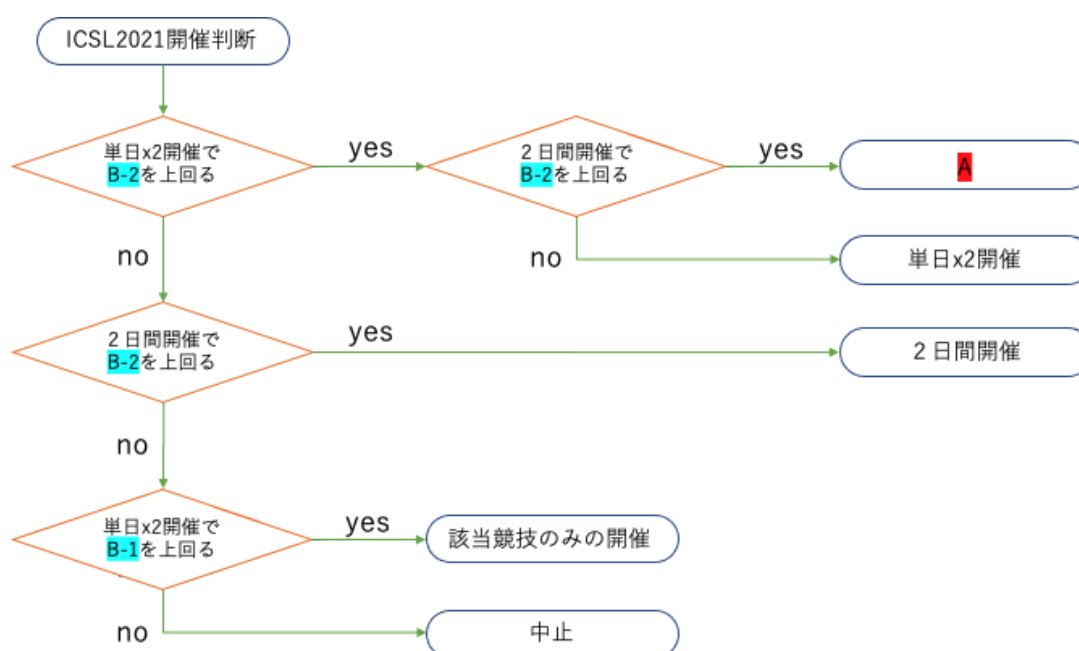 ICSL2021開催判断
単日x2開催で
B-2を上回る
yes
2日間開催で
B-2を上回る
yes
A
no
no
単日x2開催
2日間開催で
B-2を上回る
yes
2日間開催
no
単日x2開催で
B-1を上回る
yes
該当競技のみの開催
no
中止